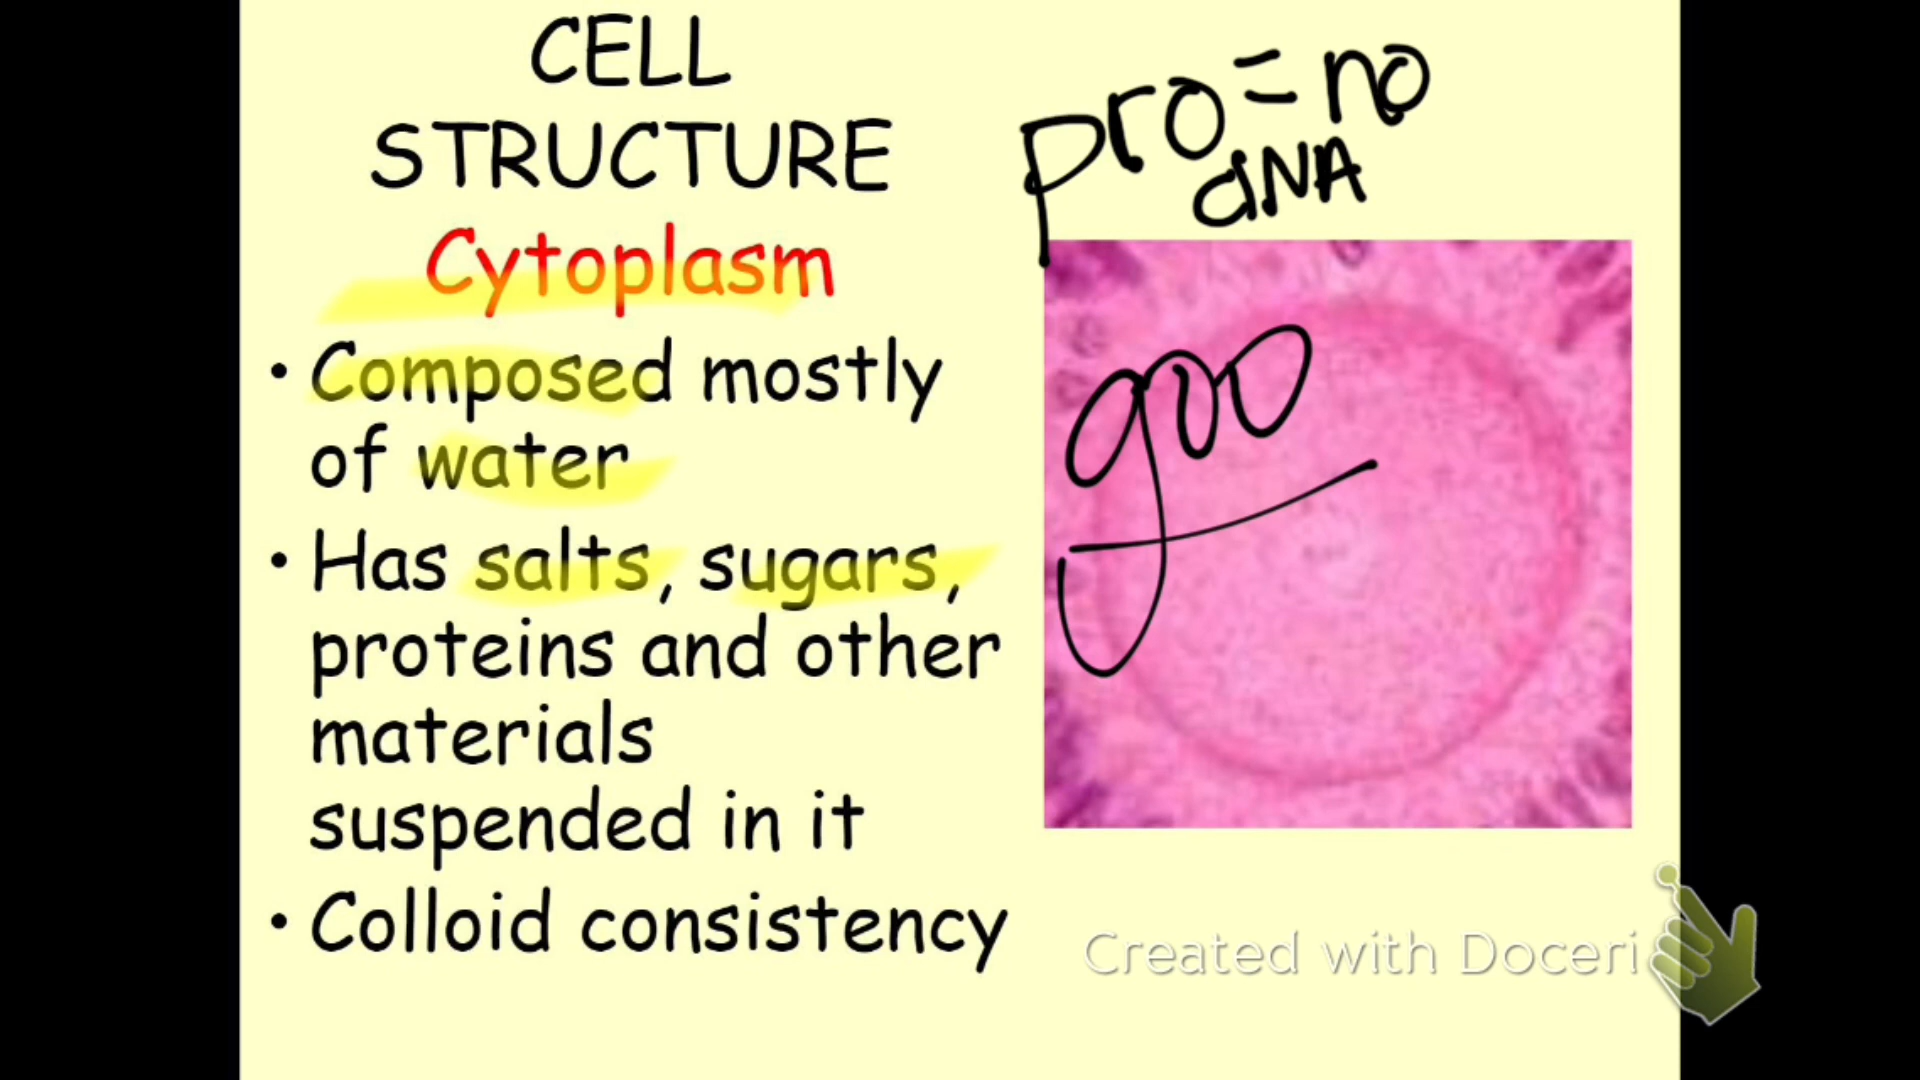 CELL
STRUCTURE
Cytoplasm
• Composed mostly
of water
• Has salts, sugars,
proteins and other
materials
suspended in it
• Colloid consistency
pro = no
dNA
goo
Created with Doceri